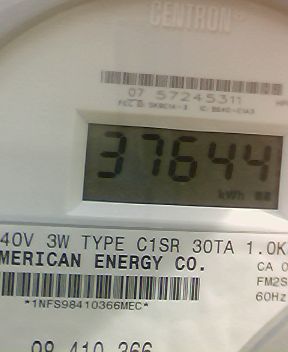 CENTRON®
07 57245311
37644
kWh
40V 3W TYPE C1SR 30TA 1.0K
MERICAN ENERGY CO.
CA 0
FM2S
60Hz
*1NFS98410366MEC*
98 410 366